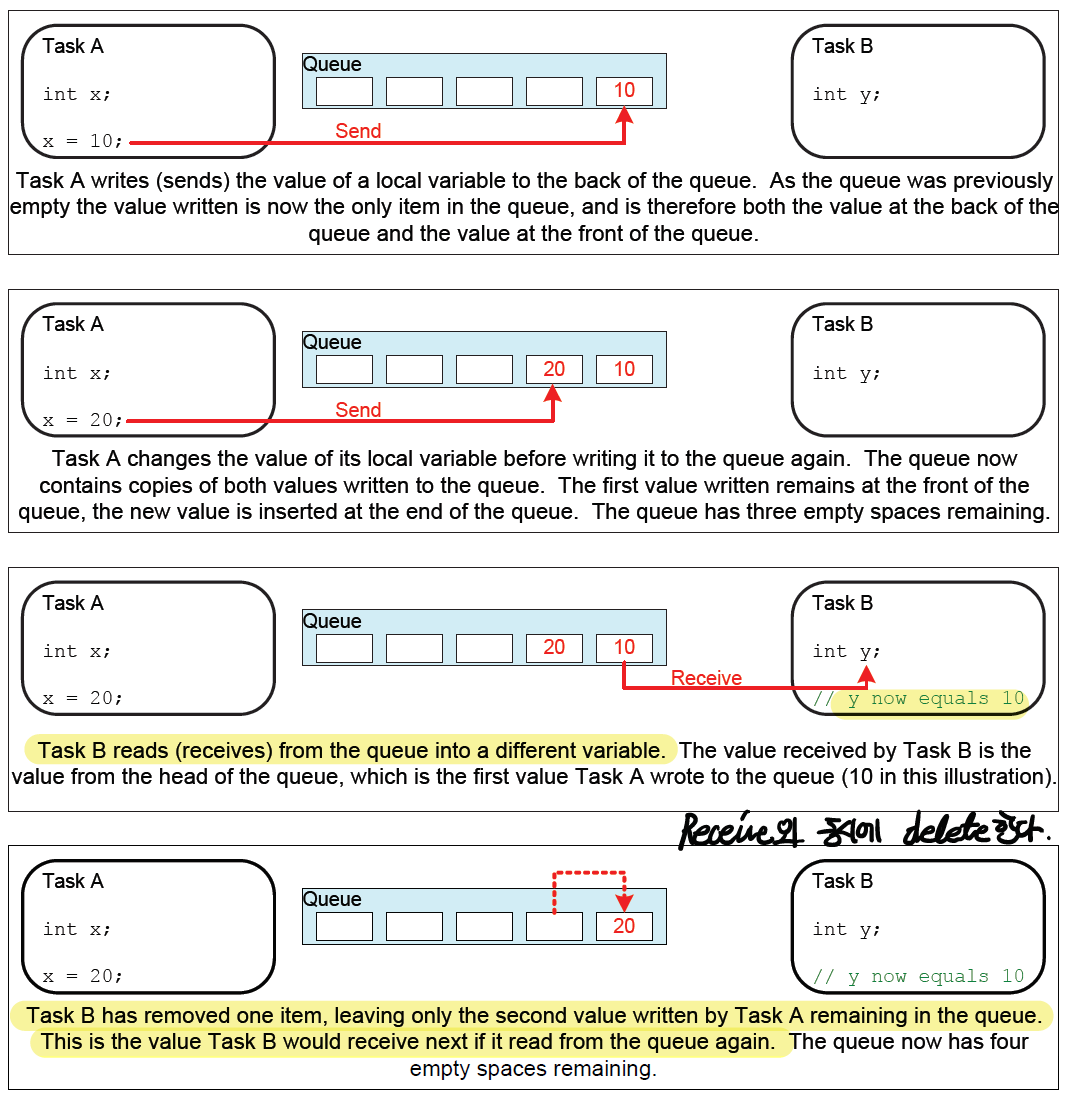 Task A
int x;
x = 10;
Queue
10
Send
Task B
int y;
Task A writes (sends) the value of a local variable to the back of the queue.  As the queue was previously
empty the value written is now the only item in the queue, and is therefore both the value at the back of the
queue and the value at the front of the queue.
Task A
int x;
x = 20;
Queue
20 10
Send
Task B
int y;
Task A changes the value of its local variable before writing it to the queue again.  The queue now
contains copies of both values written to the queue.  The first value written remains at the front of the
queue, the new value is inserted at the end of the queue.  The queue has three empty spaces remaining.
Task A
int x;
x = 20;
Queue
20 10
Receive
Task B
int y;
// y now equals 10
Task B reads (receives) from the queue into a different variable.  The value received by Task B is the
value from the head of the queue, which is the first value Task A wrote to the queue (10 in this illustration).
Receive와 동시에 delete한다.
Task A
int x;
x = 20;
Queue
20
Task B
int y;
// y now equals 10
Task B has removed one item, leaving only the second value written by Task A remaining in the queue.
This is the value Task B would receive next if it read from the queue again.  The queue now has four
empty spaces remaining.